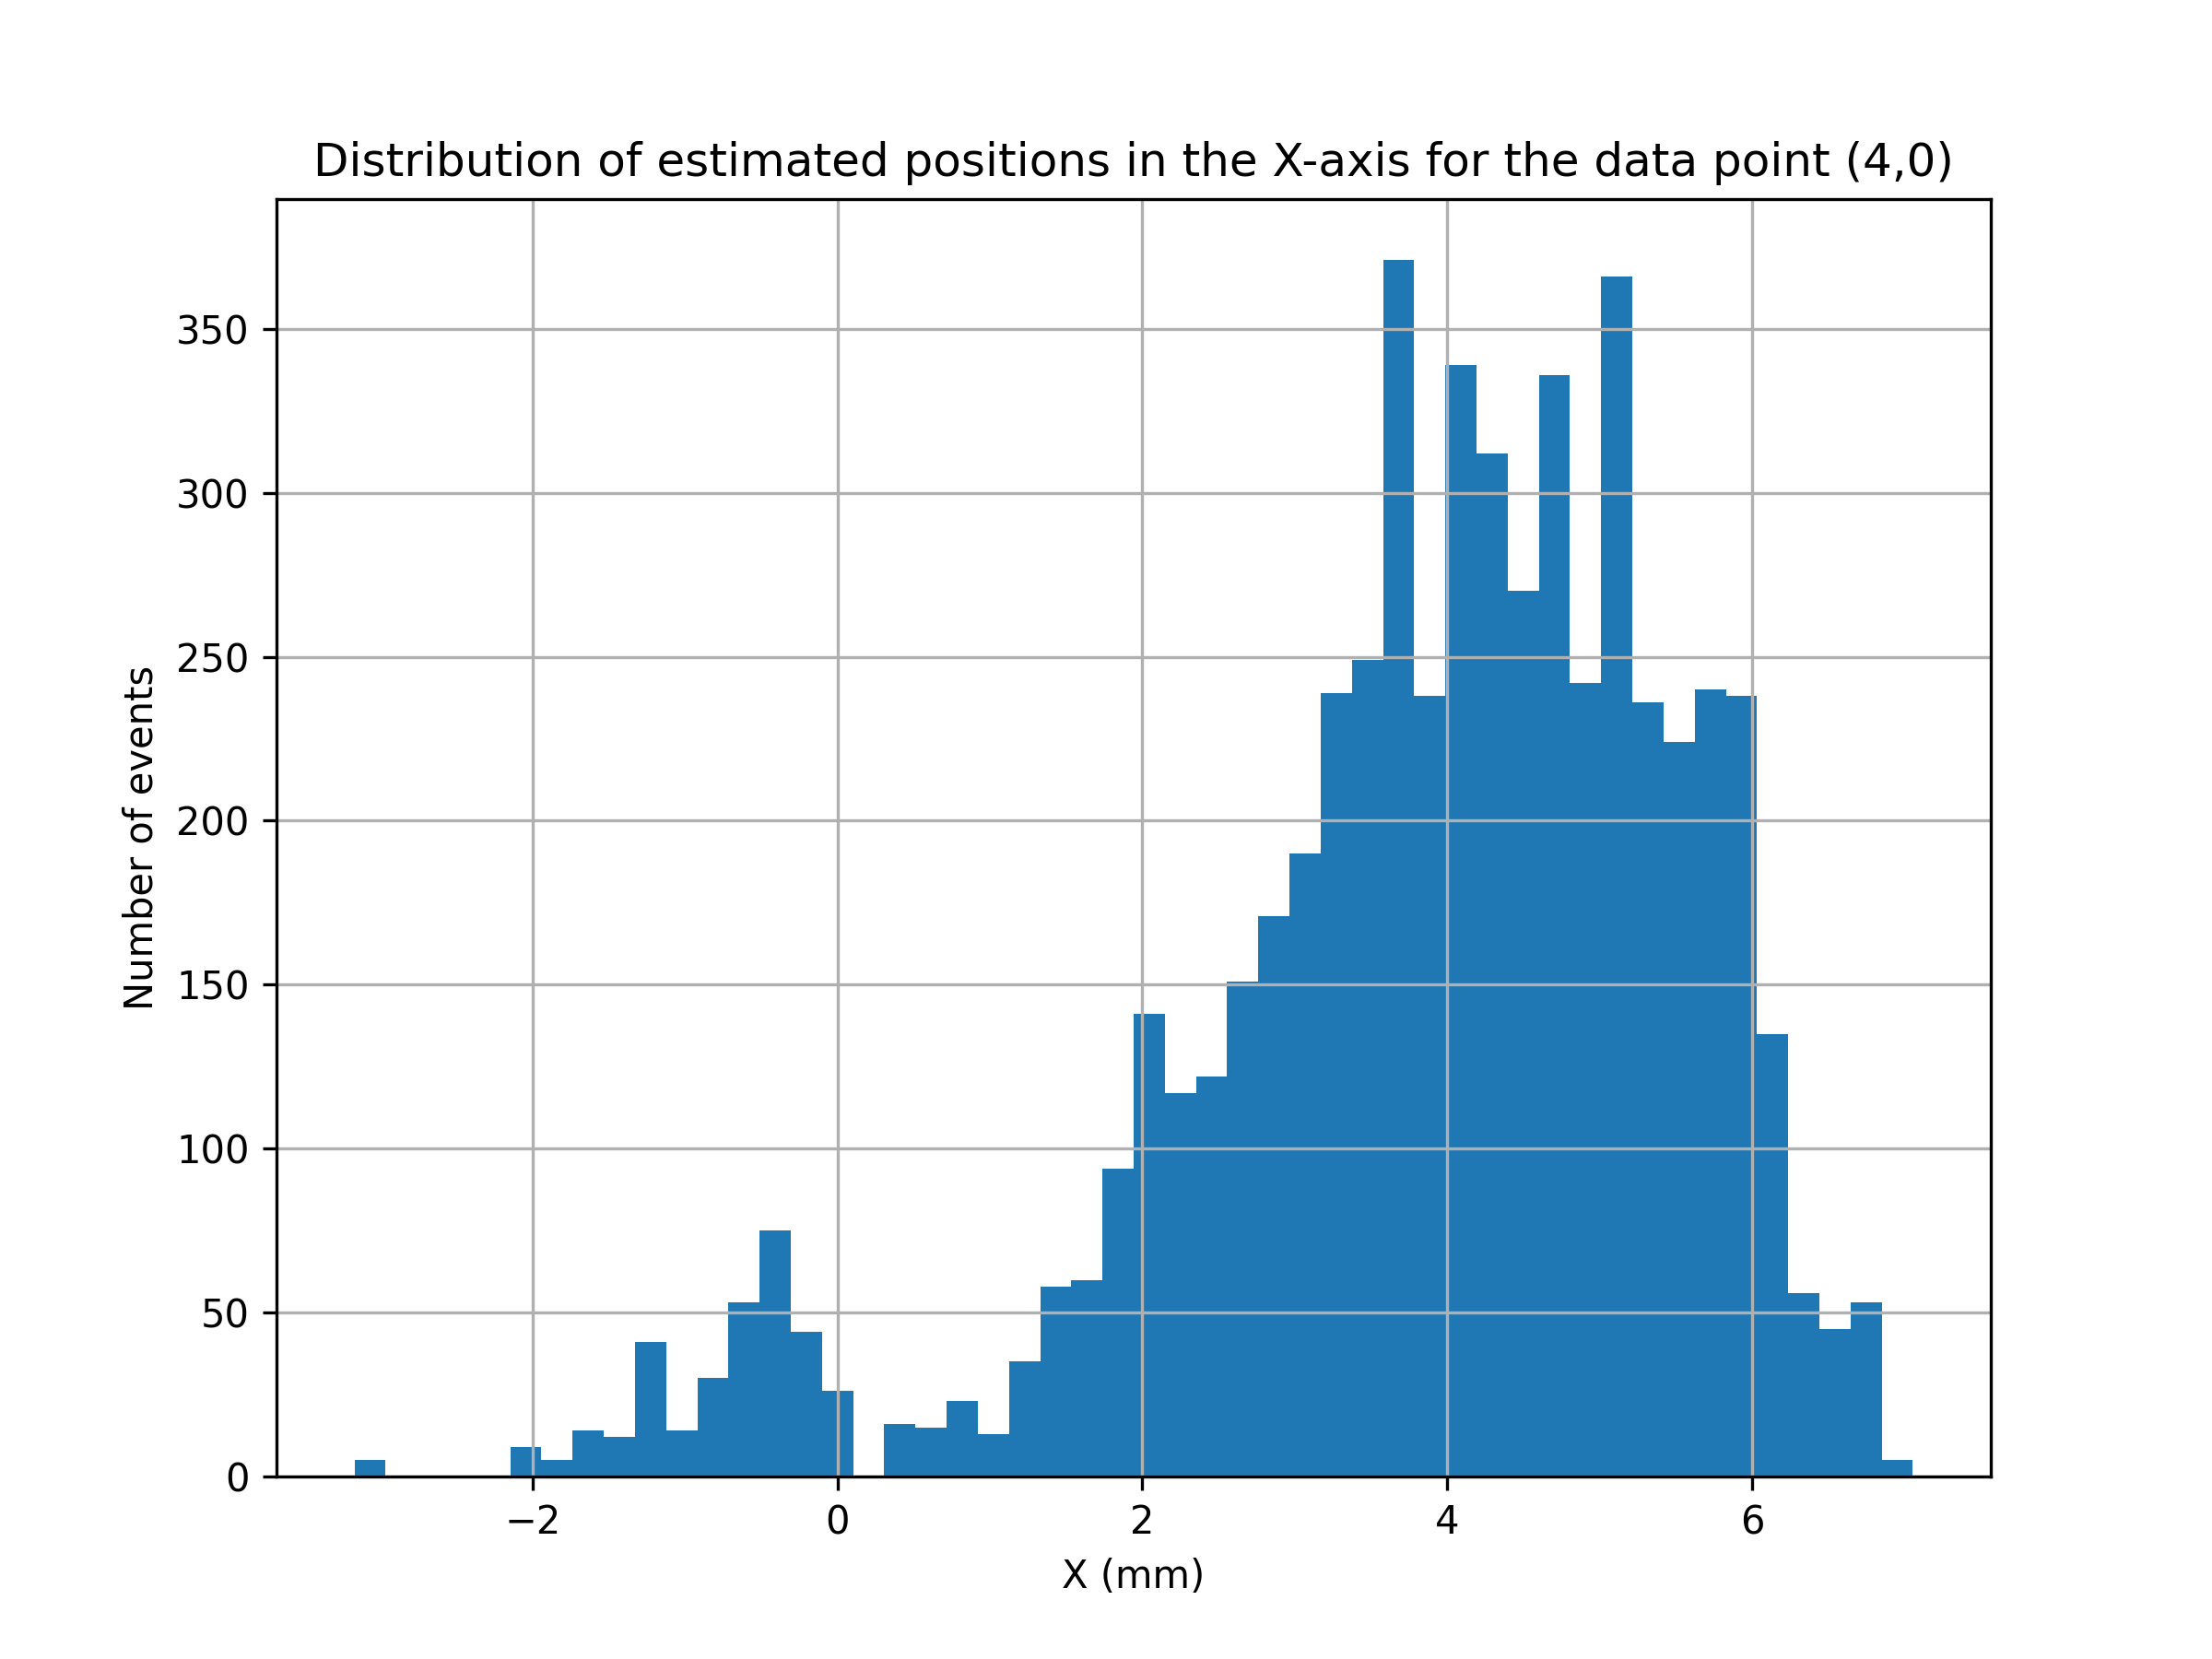 Distribution of estimated positions in the X-axis for the data point (4,0)
350
300
250
200
150
100
50
0
Number of events
−2 0 2 4 6
X (mm)